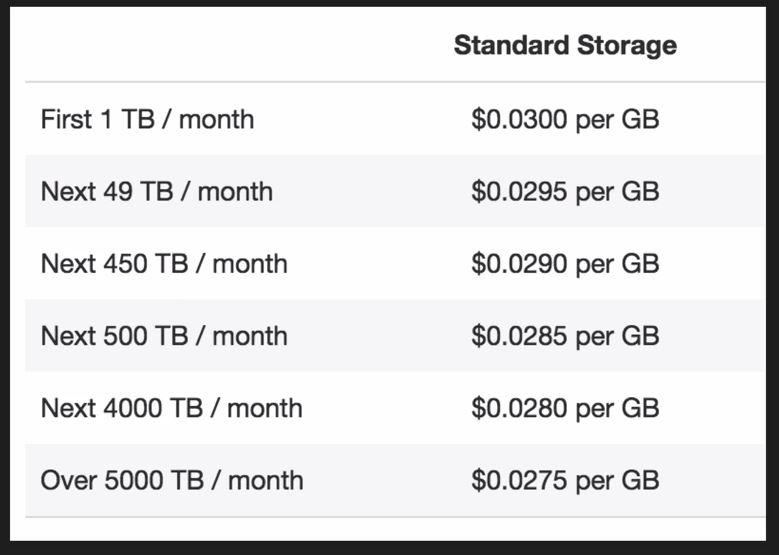 Standard Storage
First 1 TB / month $0.0300 per GB
Next 49 TB / month $0.0295 per GB
Next 450 TB / month $0.0290 per GB
Next 500 TB / month $0.0285 per GB
Next 4000 TB / month $0.0280 per GB
Over 5000 TB / month $0.0275 per GB